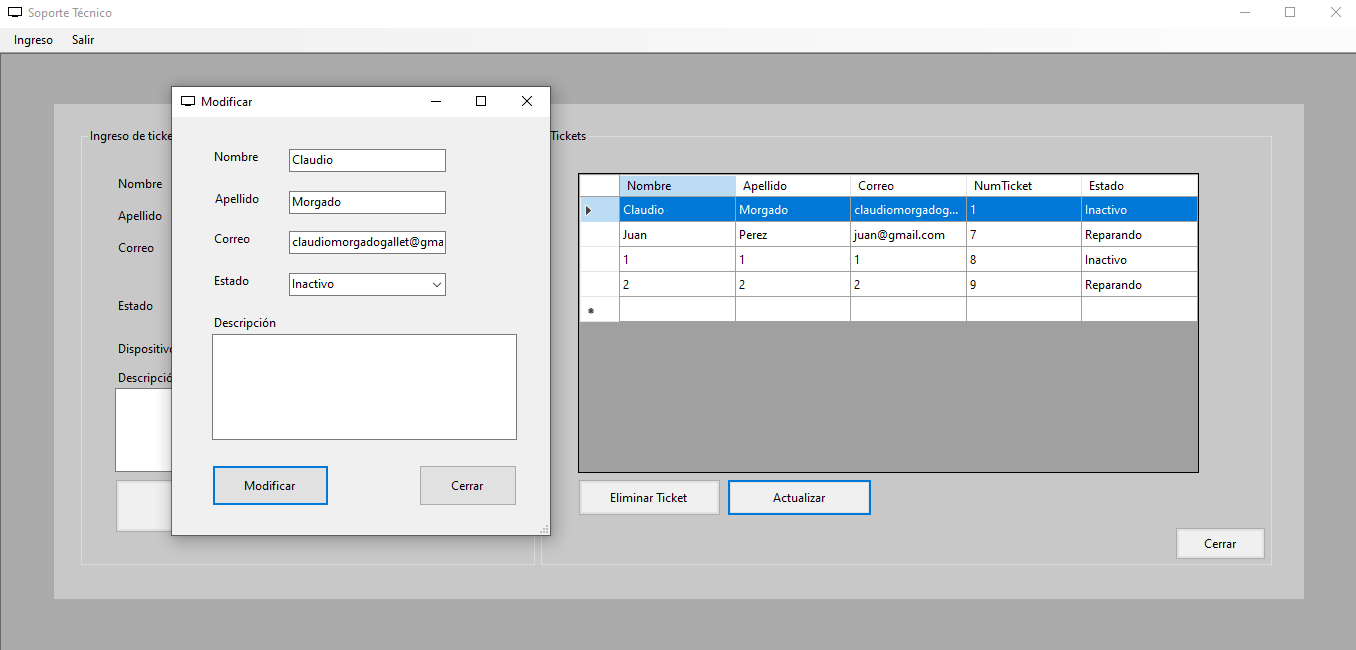 Soporte Técnico
Ingreso Salir
Modificar
Nombre Claudio
Apellido Morgado
Correo claudiomorgadogallet@gma
Estado Inactivo
Descripción
Modificar Cerrar
Ingreso de ticke
Nombre
Apellido
Correo
Estado
Dispositivo
Descripció
Tickets
Nombre Apellido Correo NumTicket Estado
Claudio Morgado claudiomorgadog... 1 Inactivo
Juan Perez juan@gmail.com 7 Reparando
1 1 1 8 Inactivo
2 2 2 9 Reparando
Eliminar Ticket Actualizar
Cerrar